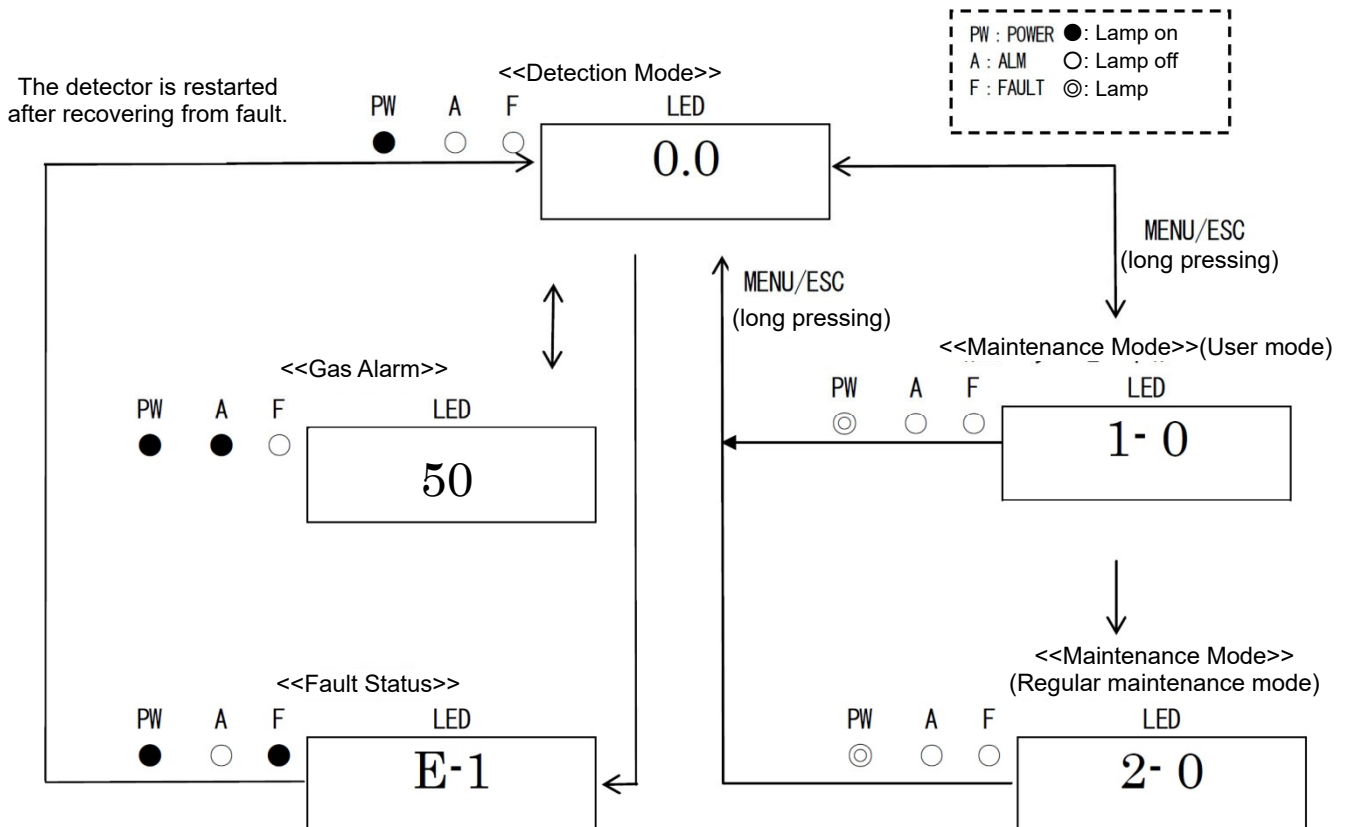 PW : POWER ●: Lamp on
A : ALM ○: Lamp off
F : FAULT ◎: Lamp
The detector is restarted
after recovering from fault.
<<Detection Mode>>
PW A F LED
0.0
MENU/ESC
(long pressing)
MENU/ESC
(long pressing)
<<Maintenance Mode>>(User mode)
PW A F LED
1- 0
<<Gas Alarm>>
PW A F LED
50
<<Maintenance Mode>>
(Regular maintenance mode)
PW A F LED
2- 0
<<Fault Status>>
PW A F LED
E-1